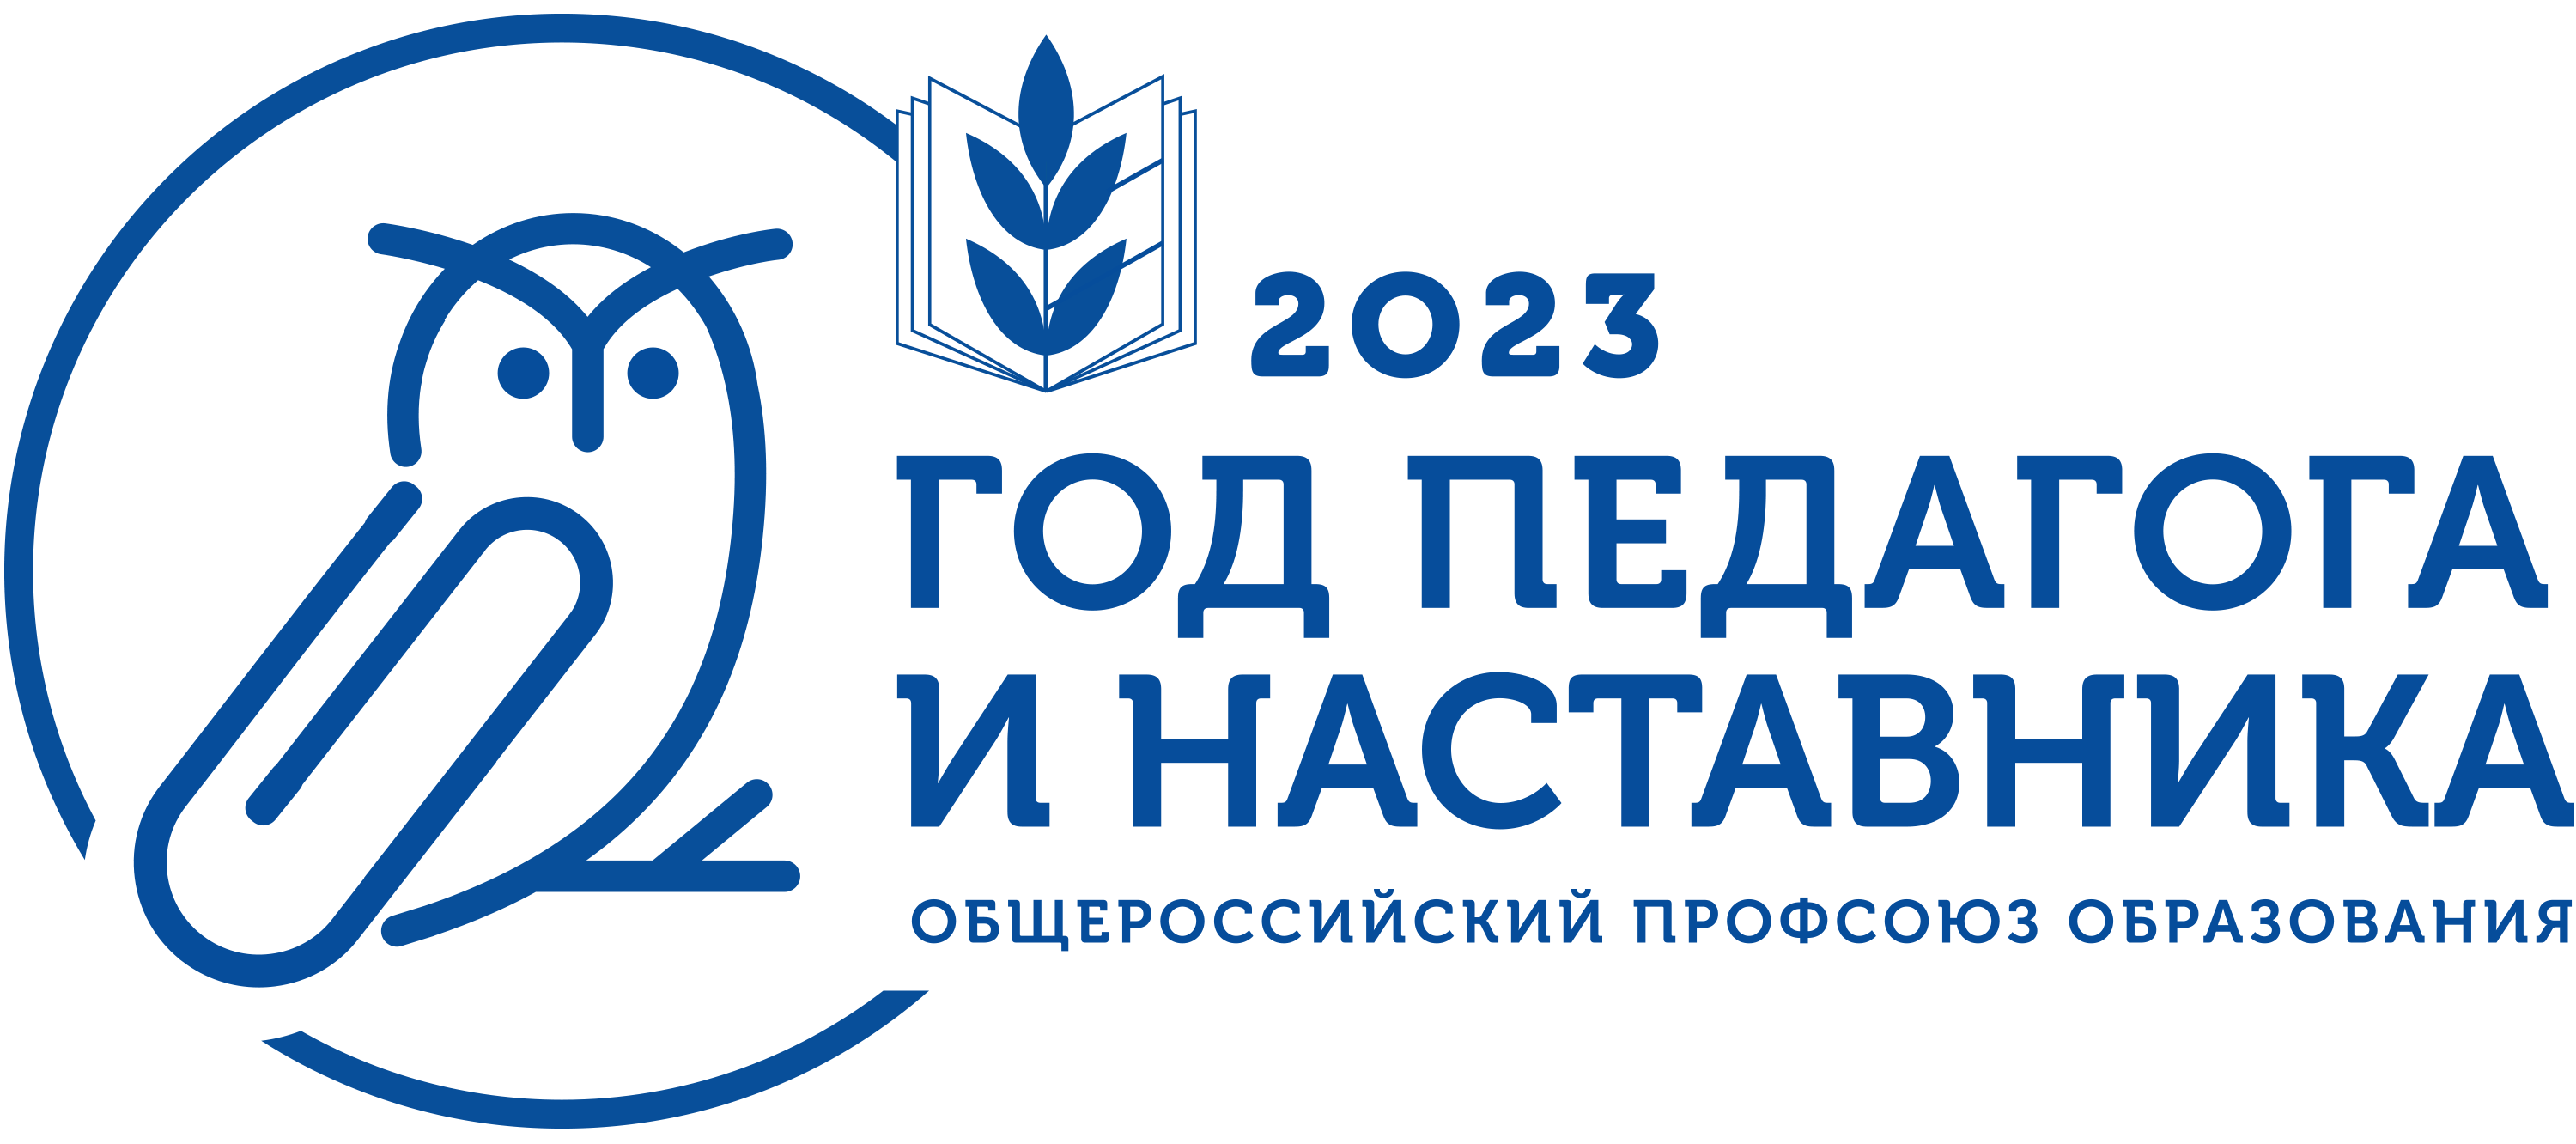 2023
ГОД ПЕДАГОГА
И НАСТАВНИКА
ОБЩЕРОССИЙСКИЙ ПРОФСОЮЗ ОБРАЗОВАНИЯ